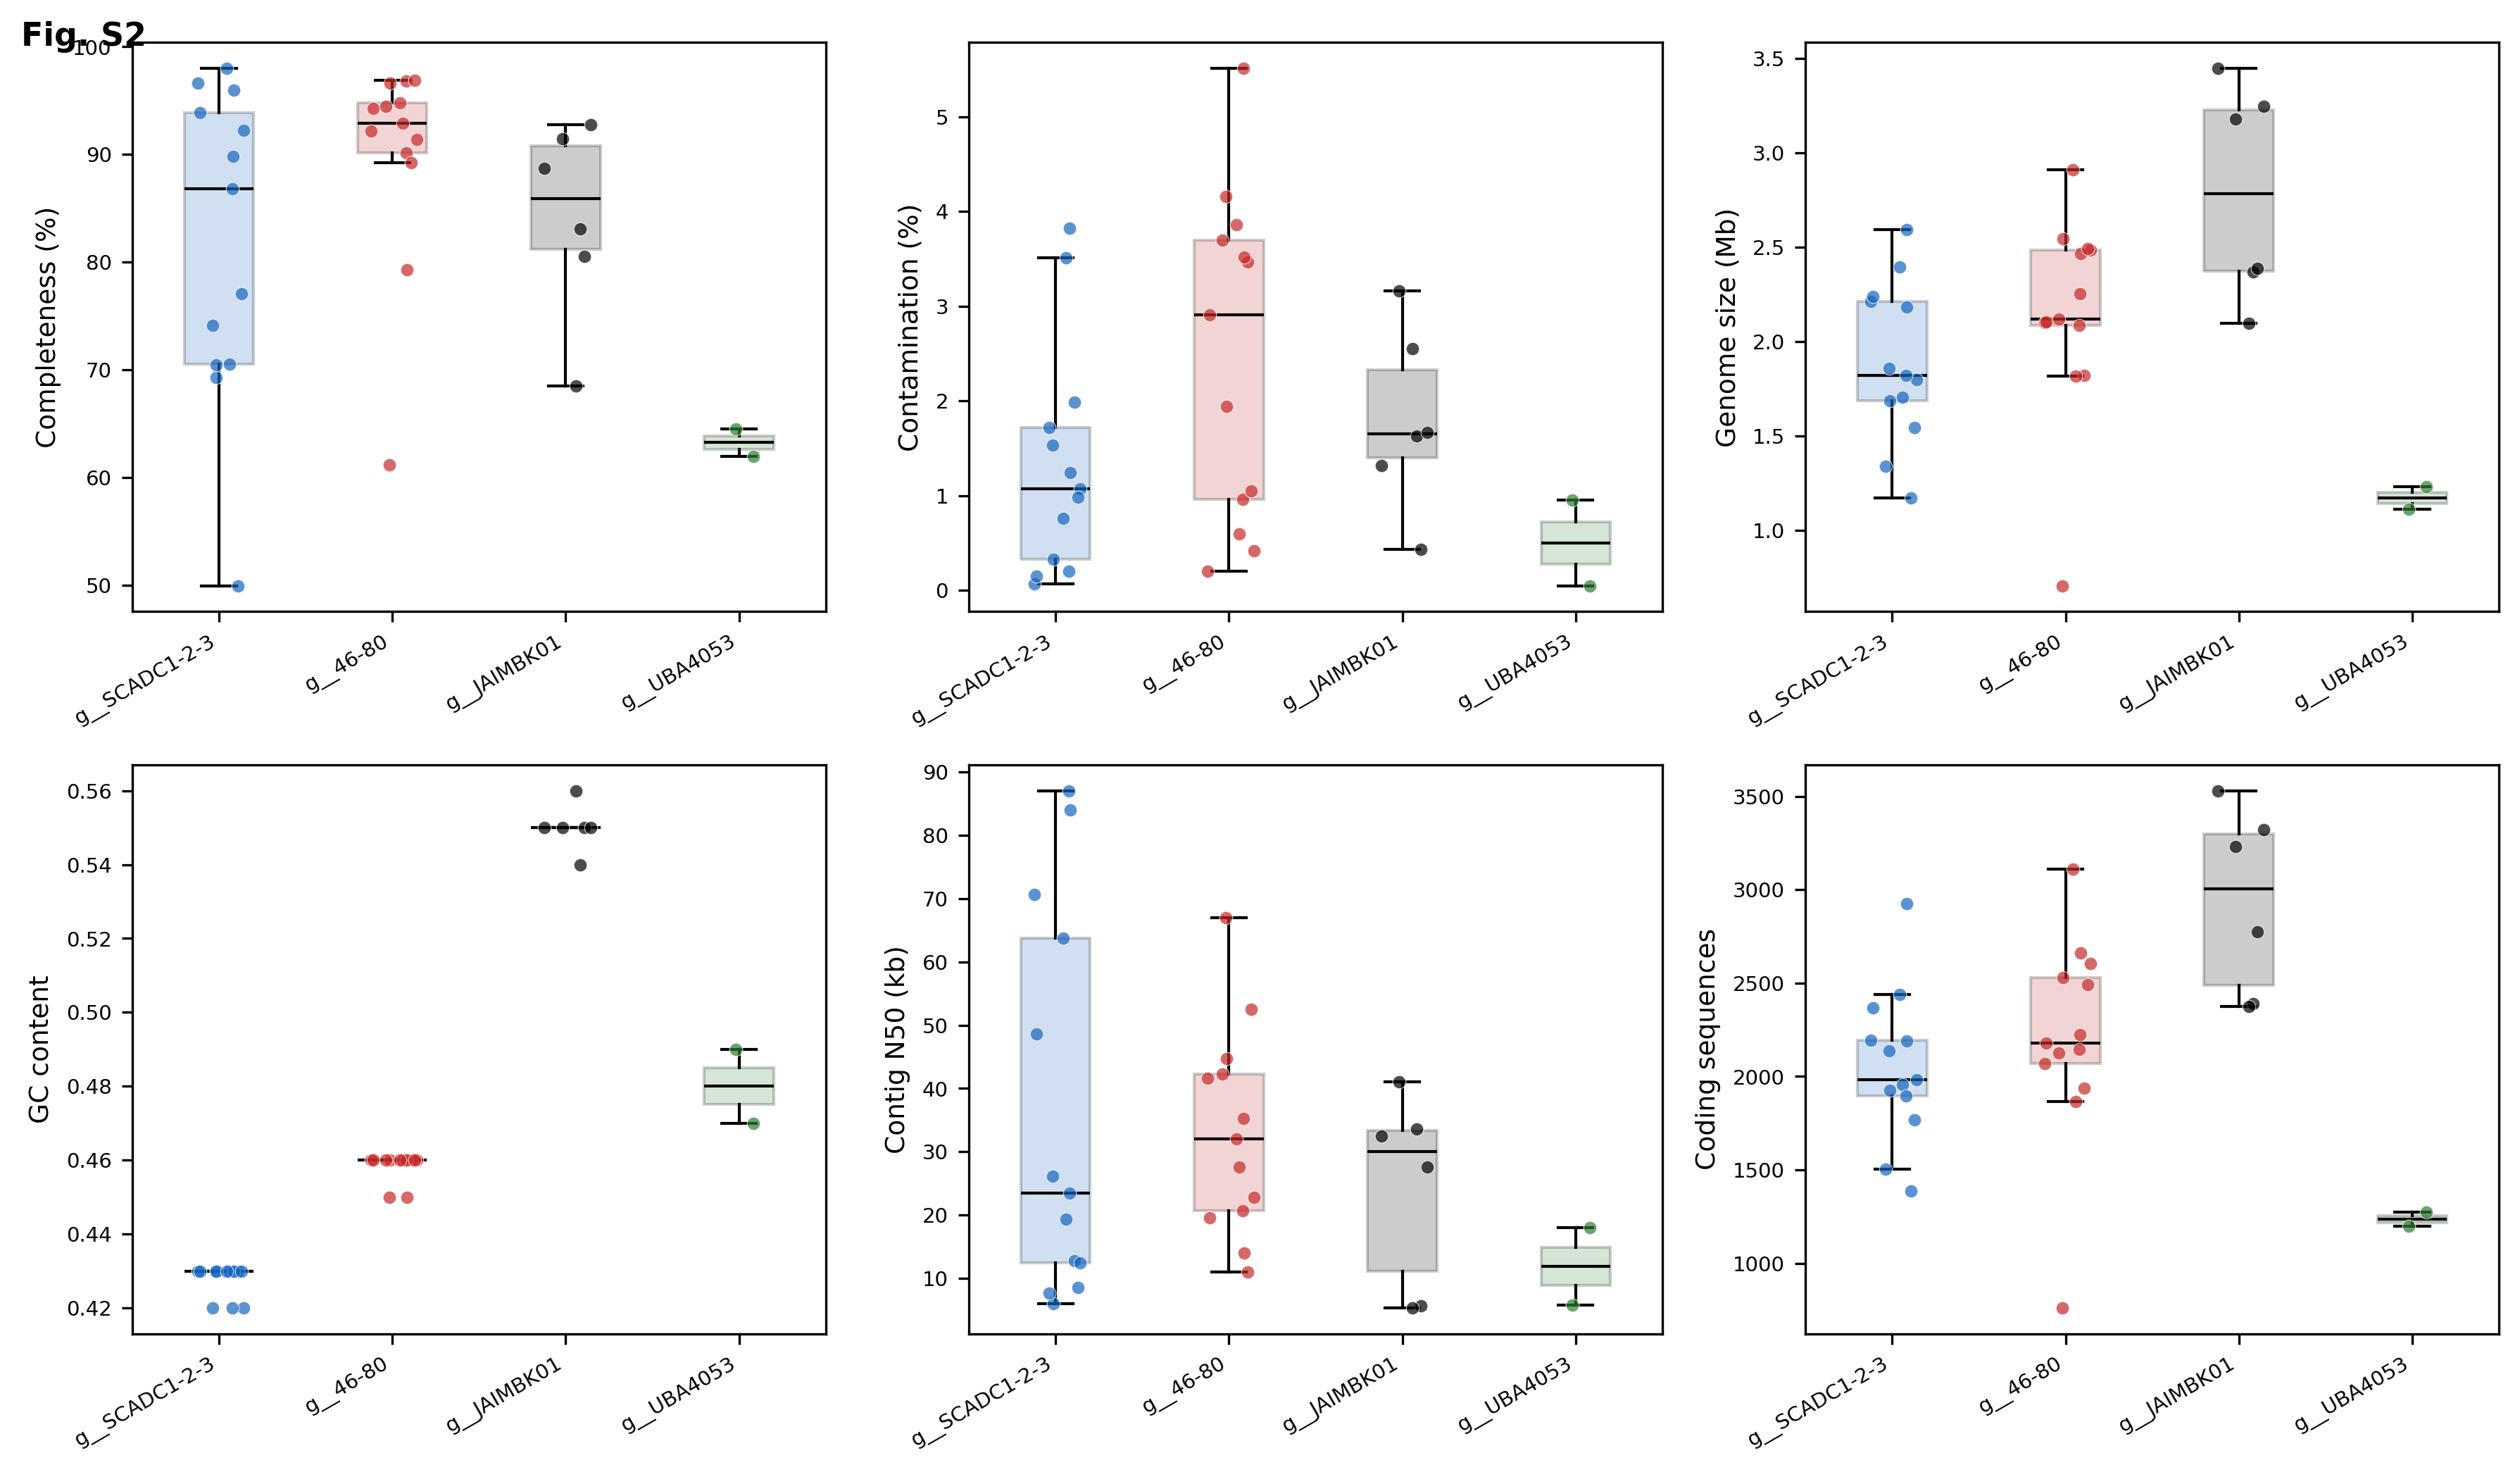 Fig. S2
Completeness (%)
100
90
80
70
60
50
g__SCADC1-2-3
g__46-80
g__JAIMBK01
g__UBA4053
Contamination (%)
5
4
3
2
1
0
g__SCADC1-2-3
g__46-80
g__JAIMBK01
g__UBA4053
Genome size (Mb)
3.5
3.0
2.5
2.0
1.5
1.0
g__SCADC1-2-3
g__46-80
g__JAIMBK01
g__UBA4053
GC content
0.56
0.54
0.52
0.50
0.48
0.46
0.44
0.42
g__SCADC1-2-3
g__46-80
g__JAIMBK01
g__UBA4053
Contig N50 (kb)
90
80
70
60
50
40
30
20
10
g__SCADC1-2-3
g__46-80
g__JAIMBK01
g__UBA4053
Coding sequences
3500
3000
2500
2000
1500
1000
g__SCADC1-2-3
g__46-80
g__JAIMBK01
g__UBA4053